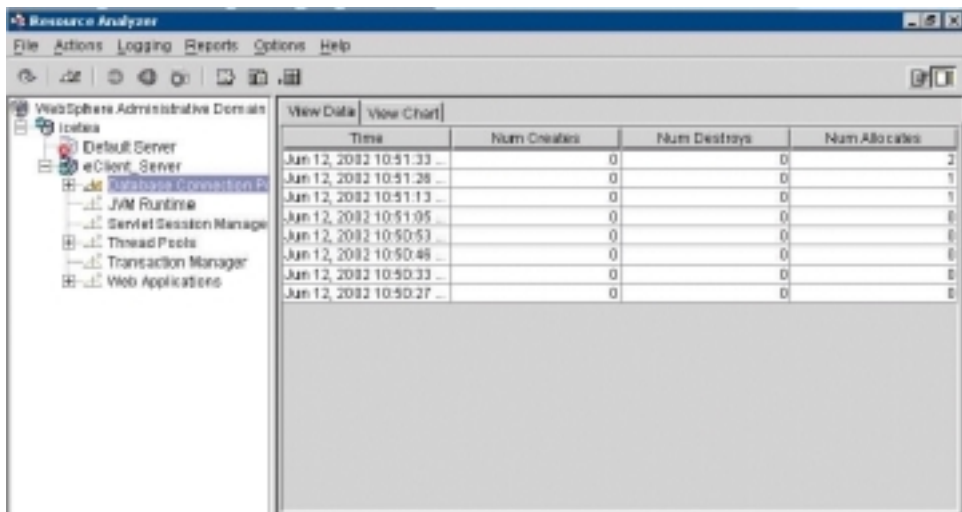 Resource Analyzer
File Actions Logging Reports Options Help
WebSphere Administrative Domain
Icetea
Default Server
eClient_Server
Database Connection Po
JVM Runtime
Servlet Session Manage
Thread Pools
Transaction Manager
Web Applications
View Data View Chart
Time Num Creates Num Destroys Num Allocates
Jun 12, 2002 10:51:33 ... 0 0 2
Jun 12, 2002 10:51:26 ... 0 0 1
Jun 12, 2002 10:51:13 ... 0 0 1
Jun 12, 2002 10:51:05 ... 0 0 0
Jun 12, 2002 10:50:53 ... 0 0 0
Jun 12, 2002 10:50:46 ... 0 0 0
Jun 12, 2002 10:50:33 ... 0 0 0
Jun 12, 2002 10:50:27 ... 0 0 0